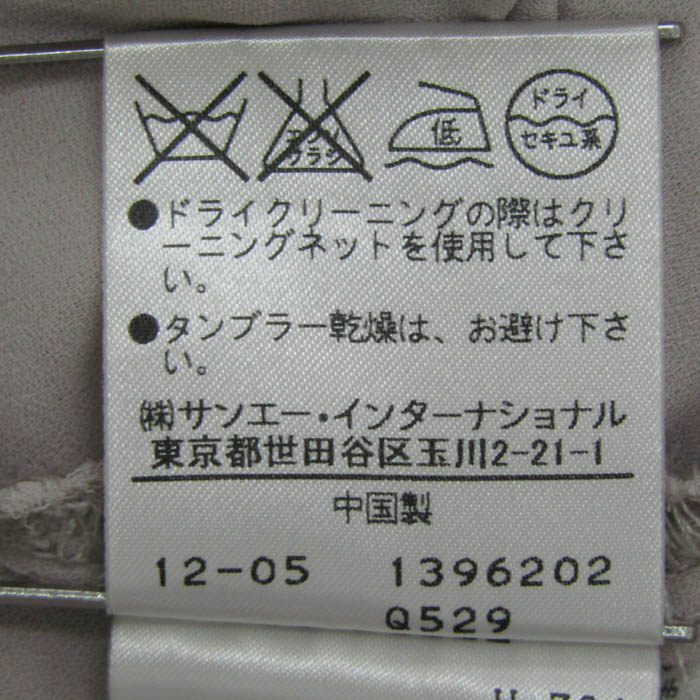 エンソ
サラシ
低
ドライ
セキユ系
●ドライクリーニングの際はクリ
ーニングネットを使用して下さ
い。
●タンブラー乾燥は、お避け下さ
い。
㈱サンエー・インターナショナル
東京都世田谷区玉川2-21-1
中国製
12-05 1396202
Q529